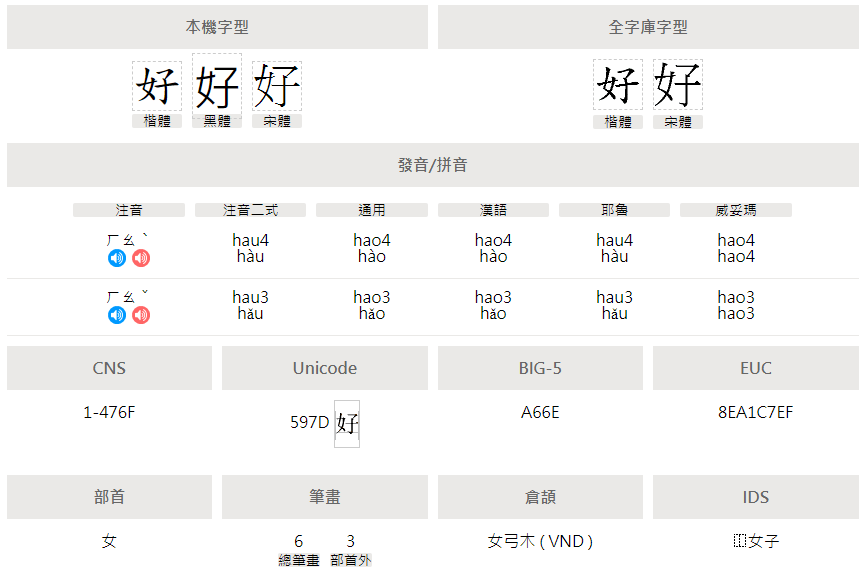 本機字型 全字庫字型
好 好 好 好 好
楷體 黑體 宋體 楷體 宋體
發音/拼音
注音 注音二式 通用 漢語 耶魯 威妥瑪
ㄏㄠˋ hau4 hao4 hao4 hau4 hao4
hàu hào hào hàu hao4
ㄏㄠˇ hau3 hao3 hao3 hau3 hao3
hǎu hǎo hǎo hǎu hao3
CNS Unicode BIG-5 EUC
1-476F 597D 好 A66E 8EA1C7EF
部首 筆畫 倉頡 IDS
女 6 3 女弓木 ( VND ) ⿰女子
總筆畫 部首外